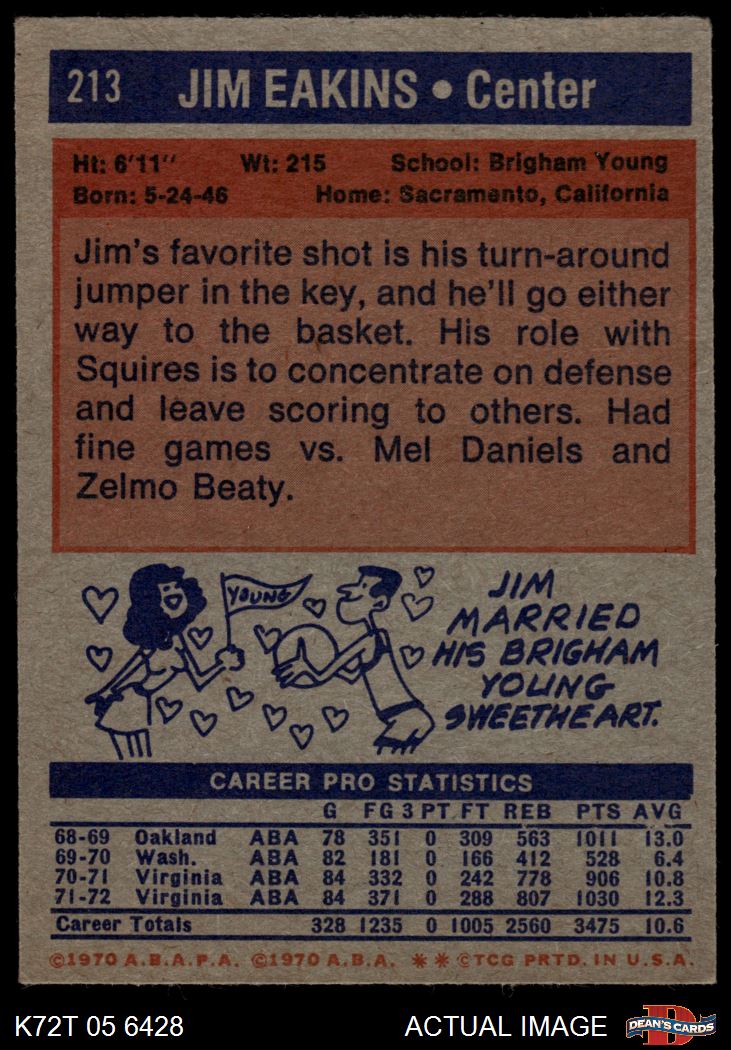 213 JIM EAKINS • Center
Ht: 6'11" Wt: 215 School: Brigham Young
Born: 5-24-46 Home: Sacramento, California
Jim's favorite shot is his turn-around
jumper in the key, and he'll go either
way to the basket. His role with
Squires is to concentrate on defense
and leave scoring to others. Had
fine games vs. Mel Daniels and
Zelmo Beaty.
YOUNG
JIM
MARRIED
HIS BRIGHAM
YOUNG
SWEETHEART.
CAREER PRO STATISTICS
G FG 3 PT FT REB PTS AVG
68-69 Oakland ABA 78 351 0 309 563 1011 13.0
69-70 Wash. ABA 82 181 0 166 412 528 6.4
70-71 Virginia ABA 84 332 0 242 778 906 10.8
71-72 Virginia ABA 84 371 0 288 807 1030 12.3
Career Totals 328 1235 0 1005 2560 3475 10.6
©1970 A.B.A.P.A. ©1970 A.B.A. ** ©TCG PRTD. IN U.S.A.
K72T 05 6428 ACTUAL IMAGE D DEAN'S CARDS